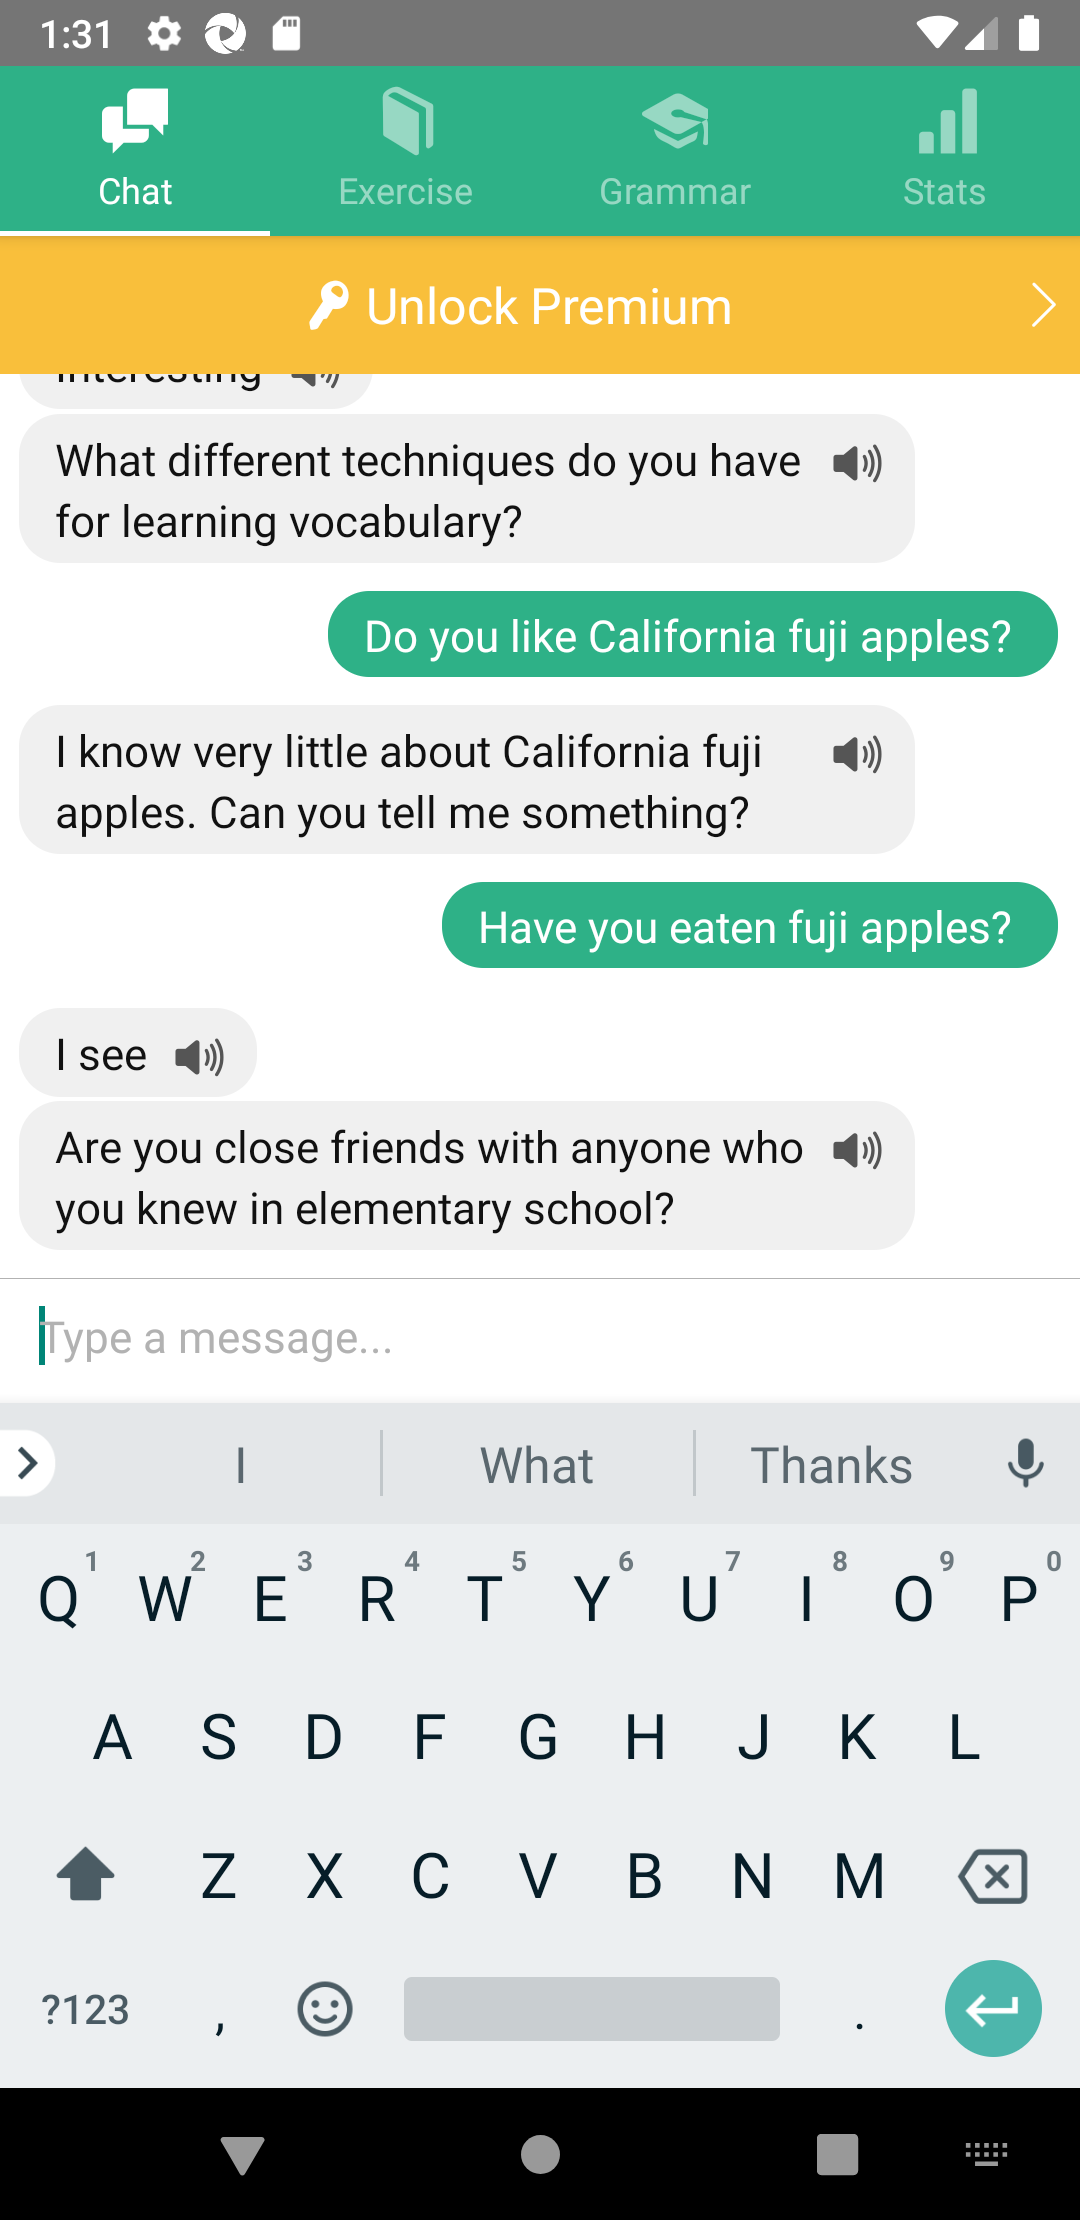 1:31
Chat
Exercise
Grammar
Stats
Unlock Premium
interesting
What different techniques do you have
for learning vocabulary?
Do you like California fuji apples?
I know very little about California fuji
apples. Can you tell me something?
Have you eaten fuji apples?
I see
Are you close friends with anyone who
you knew in elementary school?
Type a message...
I
What
Thanks
Q 1 W 2 E 3 R 4 T 5 Y 6 U 7 I 8 O 9 P 0
A S D F G H J K L
Z X C V B N M
?123 , .